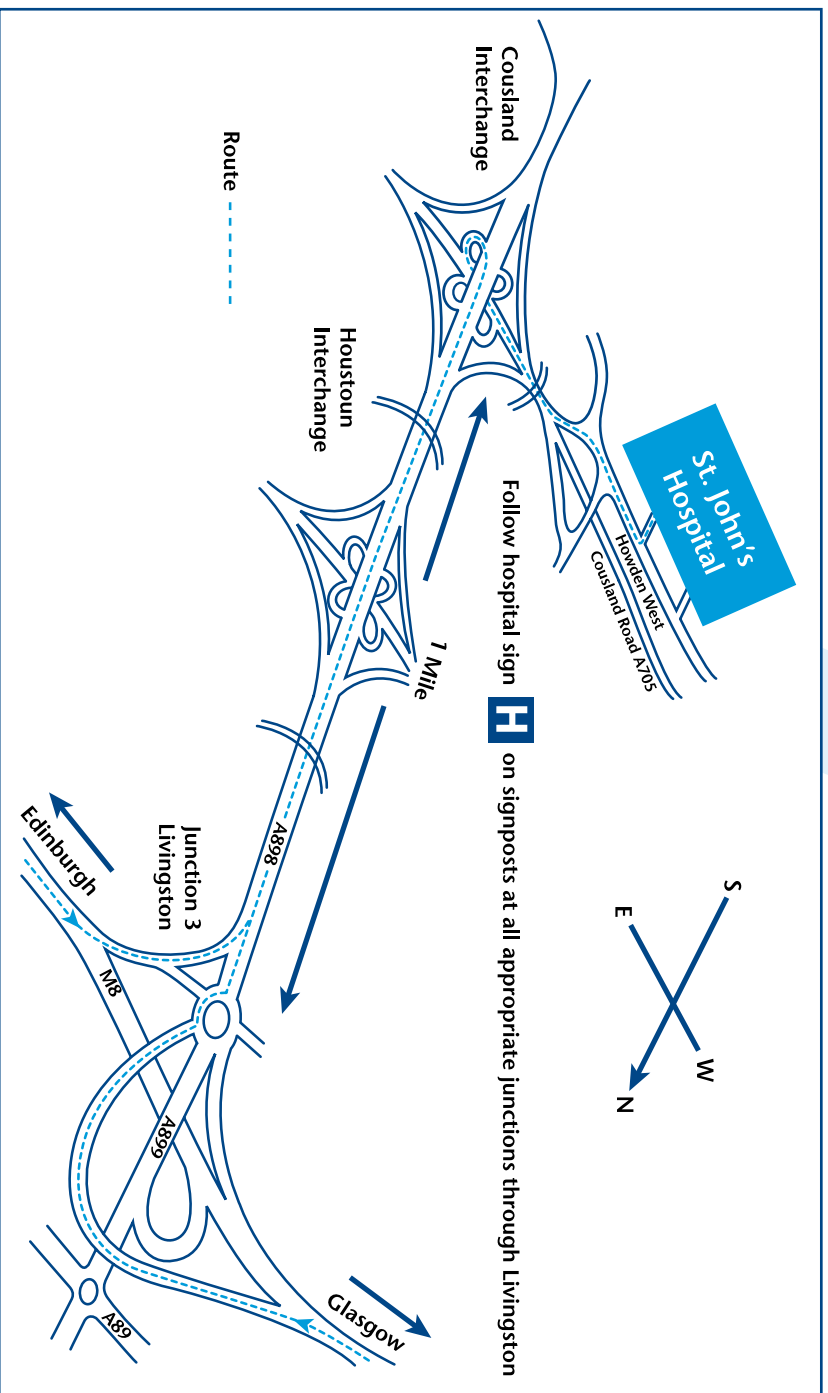 St. John's
Hospital
Howden West
Cousland Road A705
Cousland
Interchange
Follow hospital sign H on signposts at all appropriate junctions through Livingston
1 Mile
Houstoun
Interchange
Route
A898
Junction 3
Livingston
Edinburgh
M8
A899
Glasgow
A89
S
E
W
N